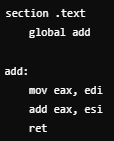 section .text
    global add

add:
    mov eax, edi
    add eax, esi
    ret